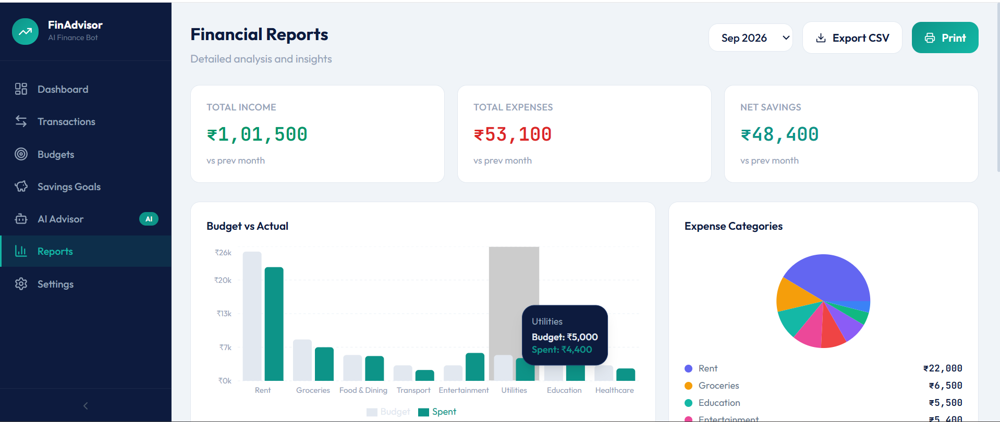 FinAdvisor
AI Finance Bot
Dashboard
Transactions
Budgets
Savings Goals
AI Advisor
AI
Reports
Settings
Financial Reports
Detailed analysis and insights
Sep 2026
Export CSV
Print
TOTAL INCOME
₹1,01,500
vs prev month
TOTAL EXPENSES
₹53,100
vs prev month
NET SAVINGS
₹48,400
vs prev month
Budget vs Actual
₹26k
₹20k
₹13k
₹7k
₹0k
Rent Groceries Food & Dining Transport Entertainment Utilities Education Healthcare
Utilities
Budget: ₹5,000
Spent: ₹4,400
Budget Spent
Expense Categories
Rent ₹22,000
Groceries ₹6,500
Education ₹5,500
Entertainment ₹5,400